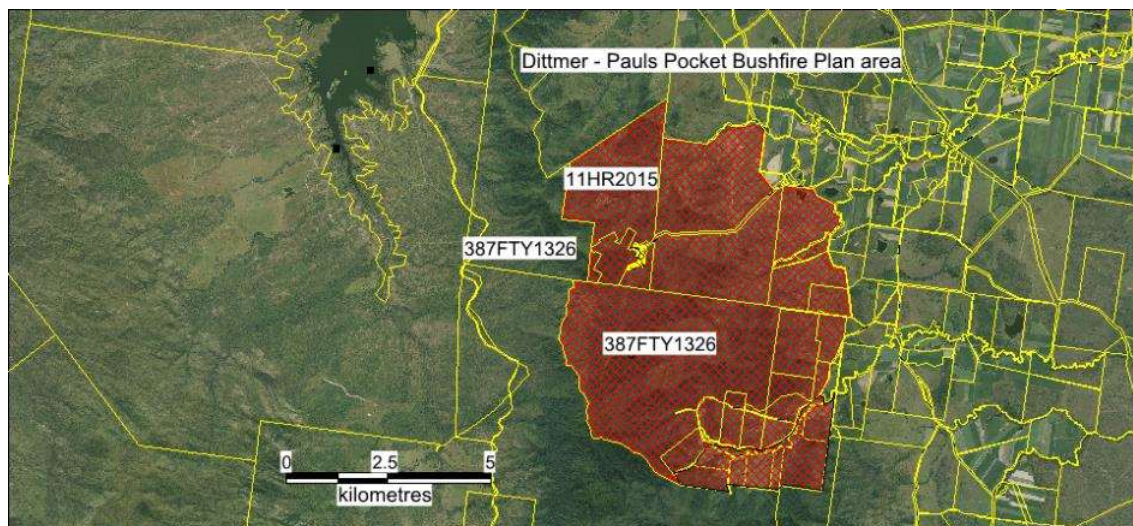 Dittmer - Pauls Pocket Bushfire Plan area
11HR2015
387FTY1326
387FTY1326
0 2.5 5
kilometres